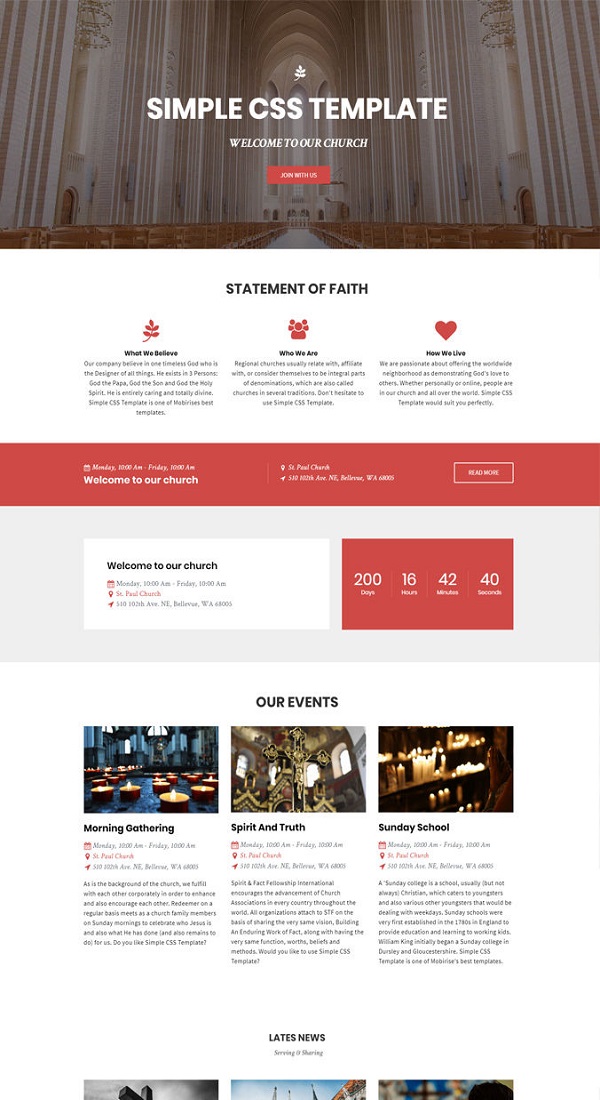 SIMPLE CSS TEMPLATE
WELCOME TO OUR CHURCH
JOIN WITH US
STATEMENT OF FAITH
What We Believe
Our company believe in one timeless God who is
the Designer of all things. He exists in 3 Persons:
God the Papa, God the Son and God the Holy
Spirit. He is entirely caring and totally divine.
Simple CSS Template is one of Mobirises best
templates.
Who We Are
Regional churches usually relate with, affiliate
with, or consider themselves to be integral parts
of denominations, which are also called
churches in several traditions. Don't hesitate to
use Simple CSS Template.
How We Live
We are passionate about offering the worldwide
neighborhood as demonstrating God's love to
others. Whether personally or online, people are
in our church and all over the world. Simple CSS
Template would suit you perfectly.
Monday, 10:00 Am - Friday, 10:00 Am
Welcome to our church
St. Paul Church
510 102th Ave. NE, Bellevue, WA 68005
READ MORE
Welcome to our church
Monday, 10:00 Am - Friday, 10:00 Am
St. Paul Church
510 102th Ave. NE, Bellevue, WA 68005
200 16 42 40
Days Hours Minutes Seconds
OUR EVENTS
Morning Gathering
Monday, 10:00 Am - Friday, 10:00 Am
St. Paul Church
510 102th Ave. NE, Bellevue, WA 68005
As is the background of the church, we fulfill
with each other corporately in order to enhance
and also encourage each other. Redeemer on a
regular basis meets as a church family members
on Sunday mornings to celebrate who Jesus is
and also what He has done (and also remains to
do) for us. Do you like Simple CSS Template?
Spirit And Truth
Monday, 10:00 Am - Friday, 10:00 Am
St. Paul Church
510 102th Ave. NE, Bellevue, WA 68005
Spirit & Fact Fellowship International
encourages the advancement of Church
Associations in every country throughout the
world. All organizations attach to STF on the
basis of sharing the very same vision, Building
An Enduring Work of Fact, along with having the
very same function, worths, beliefs and
methods. Would you like to use Simple CSS
Template?
Sunday School
Monday, 10:00 Am - Friday, 10:00 Am
St. Paul Church
510 102th Ave. NE, Bellevue, WA 68005
A 'Sunday college is a school, usually (but not
always) Christian, which caters to youngsters
and also various other youngsters that would be
dealing with weekdays. Sunday schools were
very first established in the 1780s in England to
provide education and learning to working kids.
William King initially began a Sunday college in
Dursley and Gloucestershire. Simple CSS
Template is one of Mobirise's best templates.
LATES NEWS
Serving & Sharing